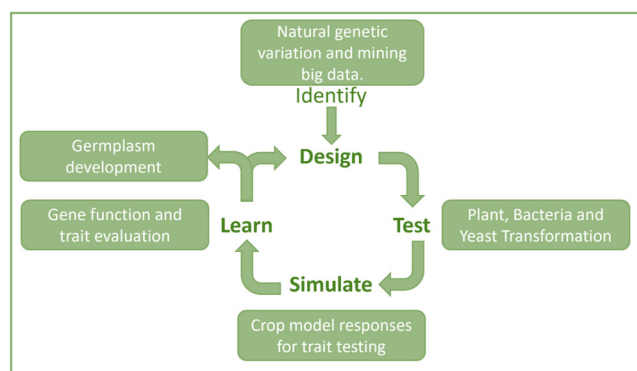 Natural genetic
variation and mining
big data.
Identify
Germplasm
development
Design
Gene function and
trait evaluation
Learn
Test
Plant, Bacteria and
Yeast Transformation
Simulate
Crop model responses
for trait testing